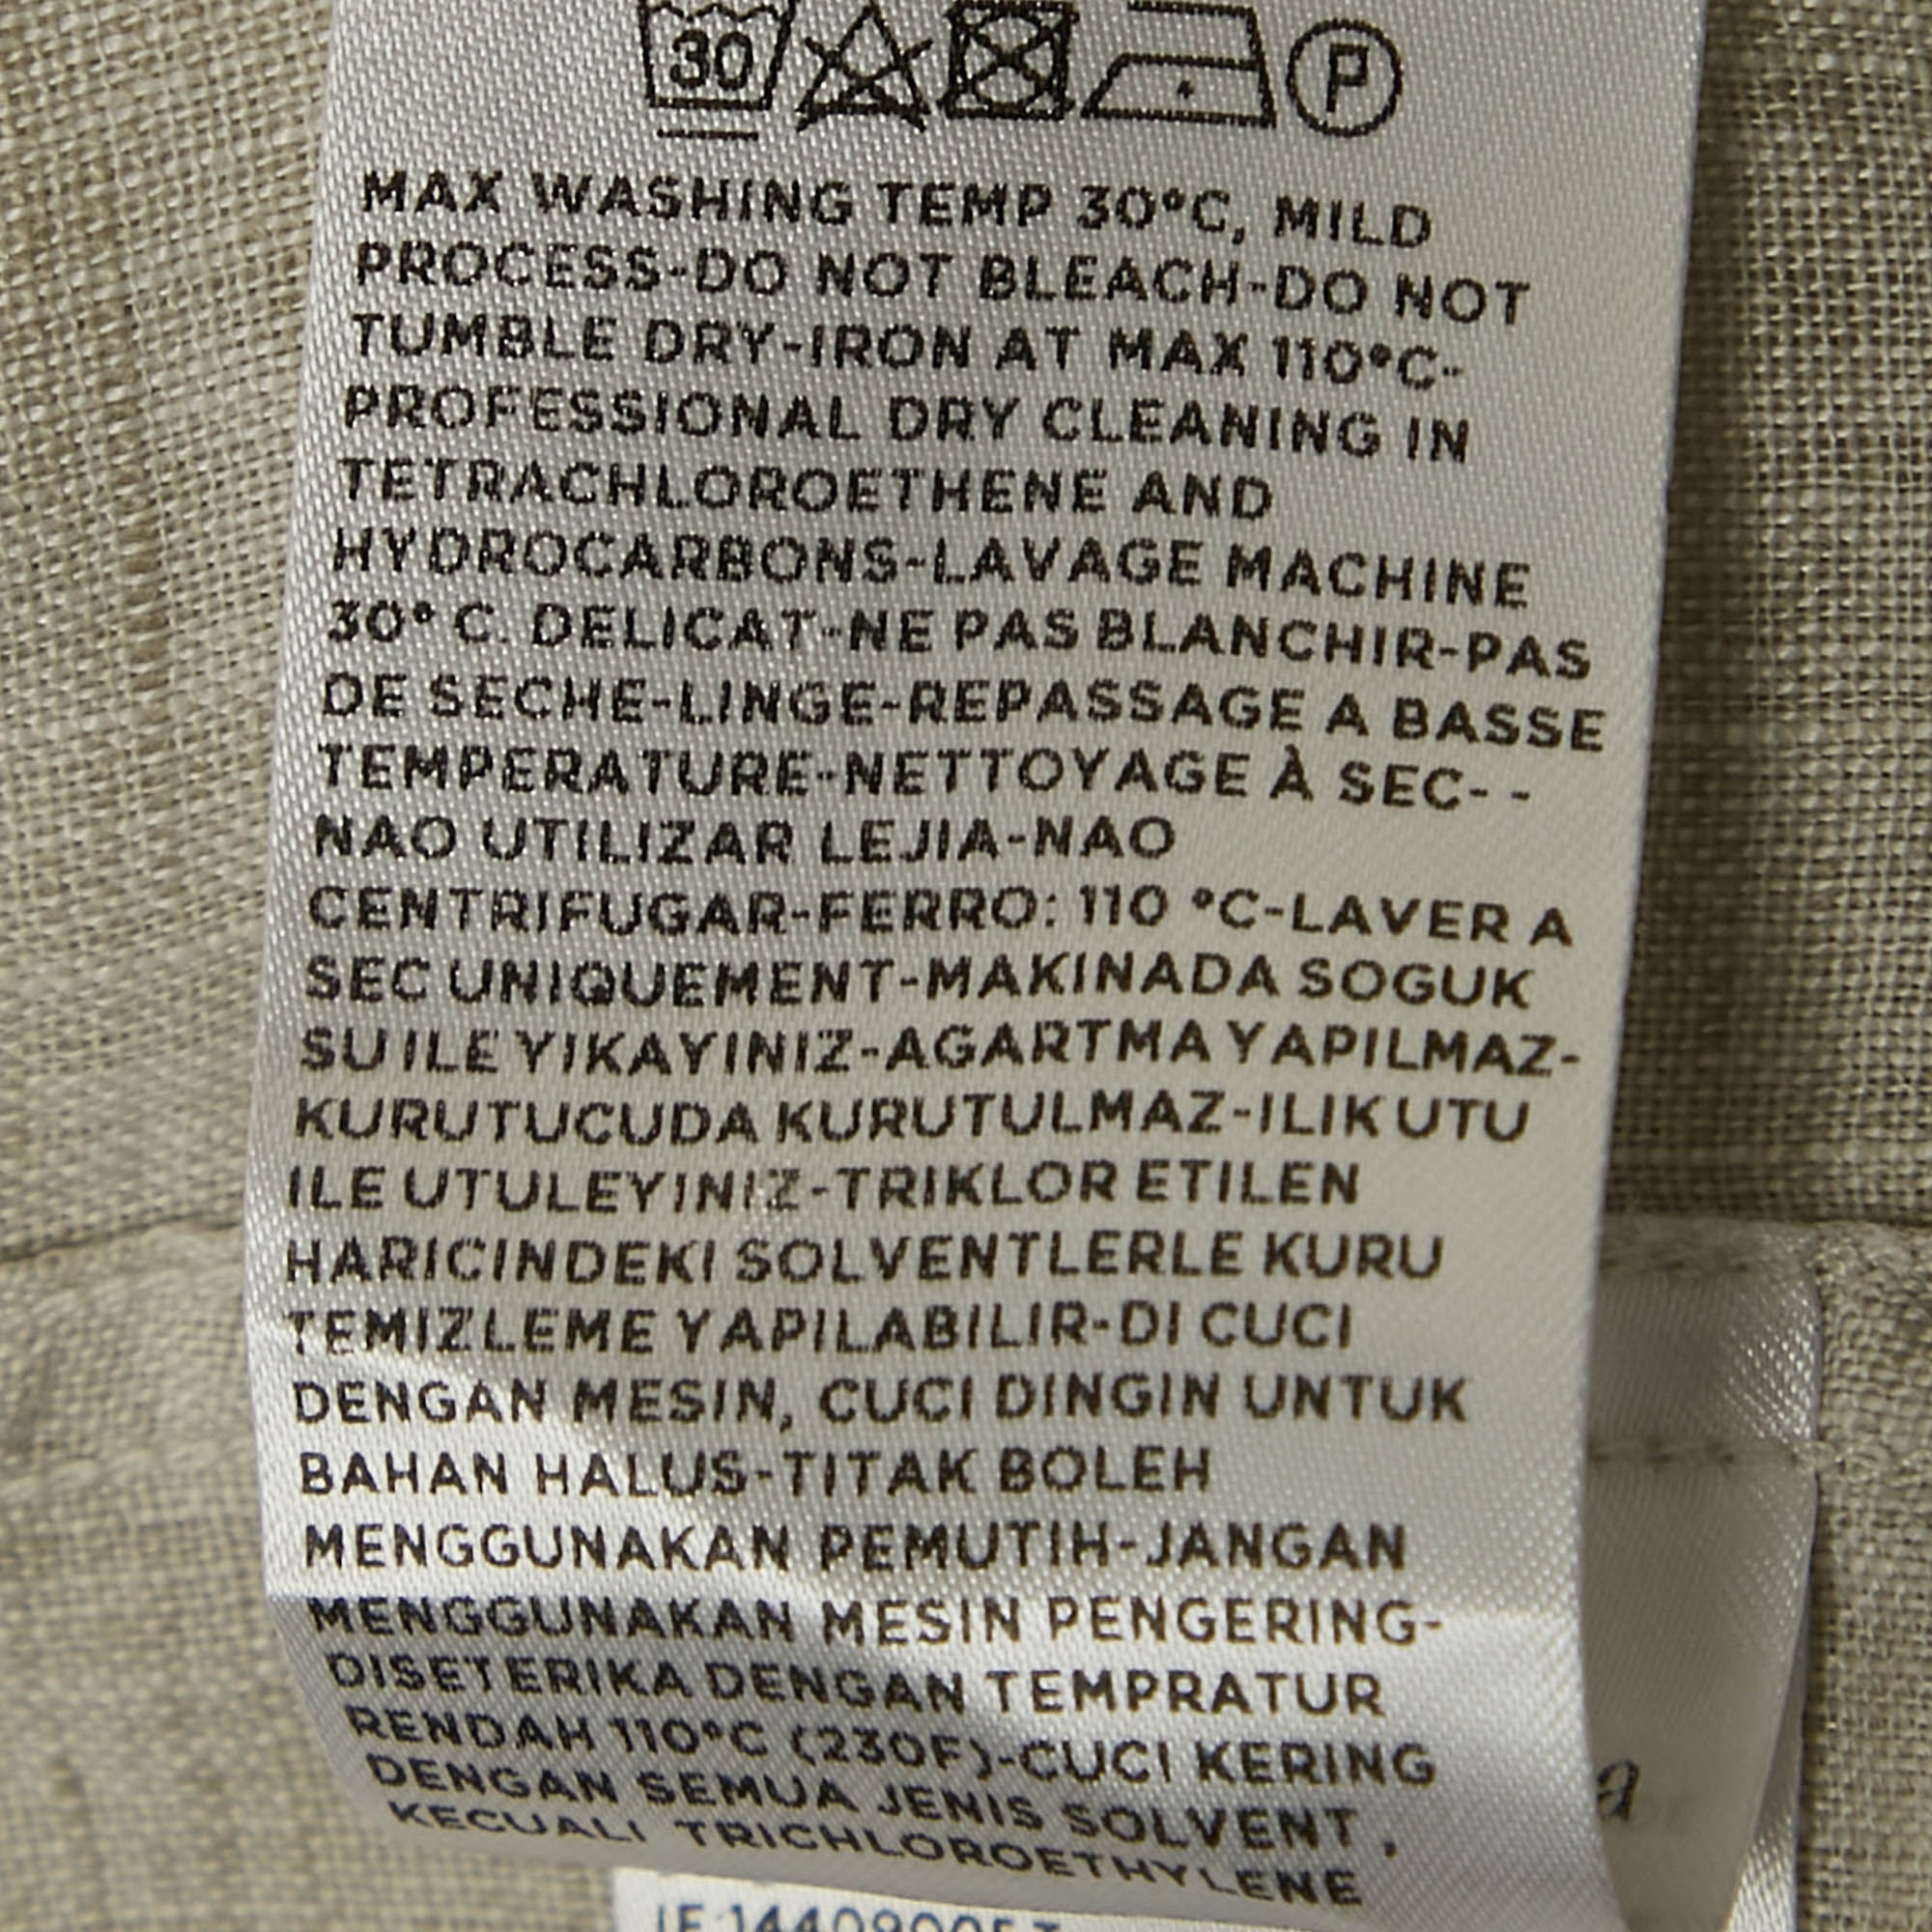 30 P
MAX WASHING TEMP 30°C, MILD
PROCESS-DO NOT BLEACH-DO NOT
TUMBLE DRY-IRON AT MAX 110°C-
PROFESSIONAL DRY CLEANING IN
TETRACHLOROETHENE AND
HYDROCARBONS-LAVAGE MACHINE
30° C. DELICAT-NE PAS BLANCHIR-PAS
DE SECHE-LINGE-REPASSAGE A BASSE
TEMPERATURE-NETTOYAGE À SEC- -
NAO UTILIZAR LEJIA-NAO
CENTRIFUGAR-FERRO: 110 °C-LAVER A
SEC UNIQUEMENT-MAKINADA SOGUK
SU ILE YIKAYINIZ-AGARTMA YAPILMAZ-
KURUTUCUDA KURUTULMAZ-ILIK UTU
ILE UTULEYINIZ-TRIKLOR ETILEN
HARICINDEKI SOLVENTLERLE KURU
TEMIZLEME YAPILABILIR-DI CUCI
DENGAN MESIN, CUCI DINGIN UNTUK
BAHAN HALUS-TITAK BOLEH
MENGGUNAKAN PEMUTIH-JANGAN
MENGGUNAKAN MESIN PENGERING-
DISETERIKA DENGAN TEMPRATUR
RENDAH 110°C (230F)-CUCI KERING
DENGAN SEMUA JENIS SOLVENT ,
KECUALI TRICHLOROETHYLENE